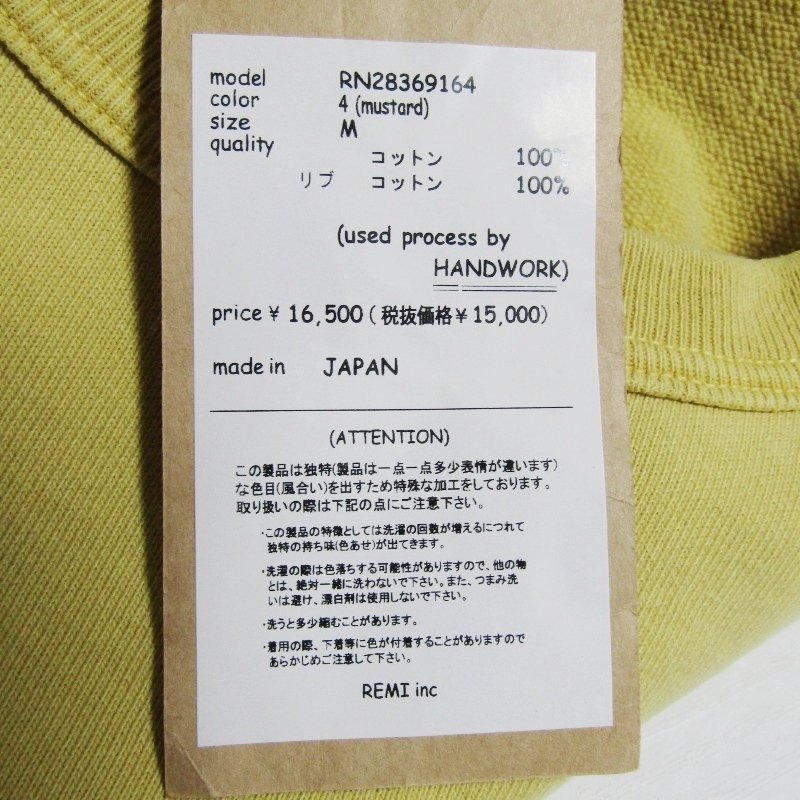 model RN28369164
color 4 (mustard)
size M
quality
コットン 100%
リブ コットン 100%
(used process by
HANDWORK)
price ¥ 16,500 ( 税抜価格 ¥ 15,000)
made in JAPAN
(ATTENTION)
この製品は独特(製品は一点一点多少表情が違います)
な色目(風合い)を出すため特殊な加工をしております。
取り扱いの際は下記の点にご注意下さい。
・この製品の特徴としては洗濯の回数が増えるにつれて
独特の持ち味(色あせ)が出てきます。
・洗濯の際は色落ちする可能性がありますので、他の物
とは、絶対一緒に洗わないで下さい。また、つまみ洗
いは避け、漂白剤は使用しないで下さい。
・洗うと多少縮むことがあります。
・着用の際、下着等に色が付着することがありますので
あらかじめご注意して下さい。
REMI inc